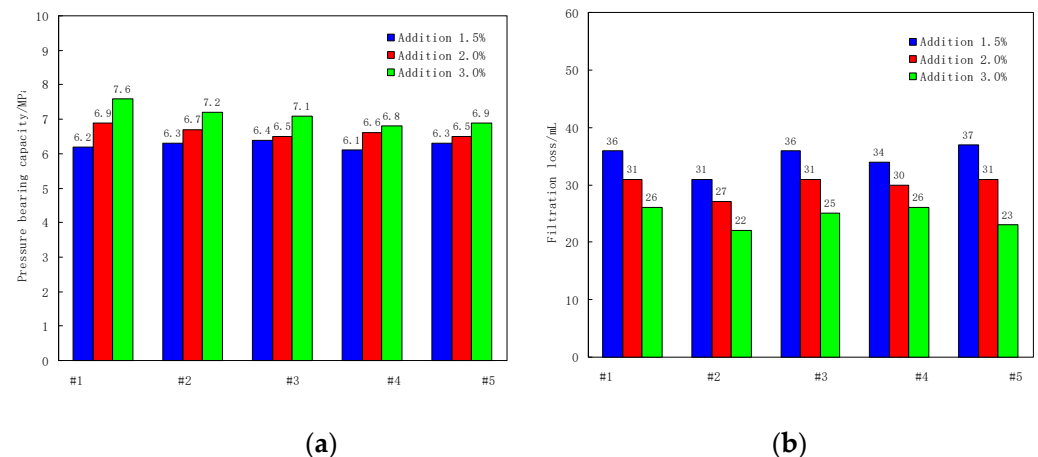 10
9
8
7
6
5
4
3
2
1
0
Pressure bearing capacity/MPi
Addition 1.5%
Addition 2.0%
Addition 3.0%
6.2 6.9 7.6
6.3 6.7 7.2
6.4 6.5 7.1
6.1 6.6 6.8
6.3 6.5 6.9
#1 #2 #3 #4 #5
(a)
60
50
40
30
20
10
0
Filtration loss/mL
Addition 1.5%
Addition 2.0%
Addition 3.0%
36 31 26
31 27 22
36 31 25
34 30 26
37 31 23
#1 #2 #3 #4 #5
(b)